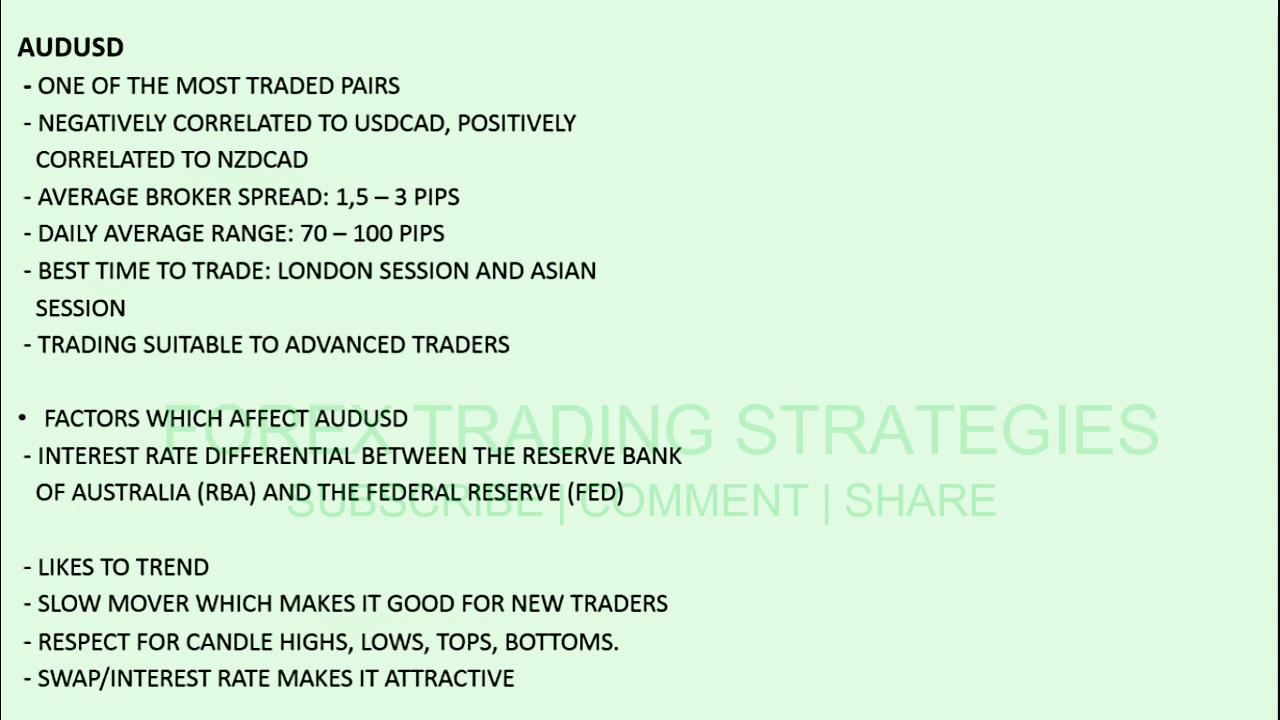 AUDUSD
- ONE OF THE MOST TRADED PAIRS
- NEGATIVELY CORRELATED TO USDCAD, POSITIVELY
CORRELATED TO NZDCAD
- AVERAGE BROKER SPREAD: 1,5 – 3 PIPS
- DAILY AVERAGE RANGE: 70 – 100 PIPS
- BEST TIME TO TRADE: LONDON SESSION AND ASIAN
SESSION
- TRADING SUITABLE TO ADVANCED TRADERS
• FACTORS WHICH AFFECT AUDUSD
FOREX TRADING STRATEGIES
- INTEREST RATE DIFFERENTIAL BETWEEN THE RESERVE BANK
OF AUSTRALIA (RBA) AND THE FEDERAL RESERVE (FED)
SUBSCRIBE | COMMENT | SHARE
- LIKES TO TREND
- SLOW MOVER WHICH MAKES IT GOOD FOR NEW TRADERS
- RESPECT FOR CANDLE HIGHS, LOWS, TOPS, BOTTOMS.
- SWAP/INTEREST RATE MAKES IT ATTRACTIVE